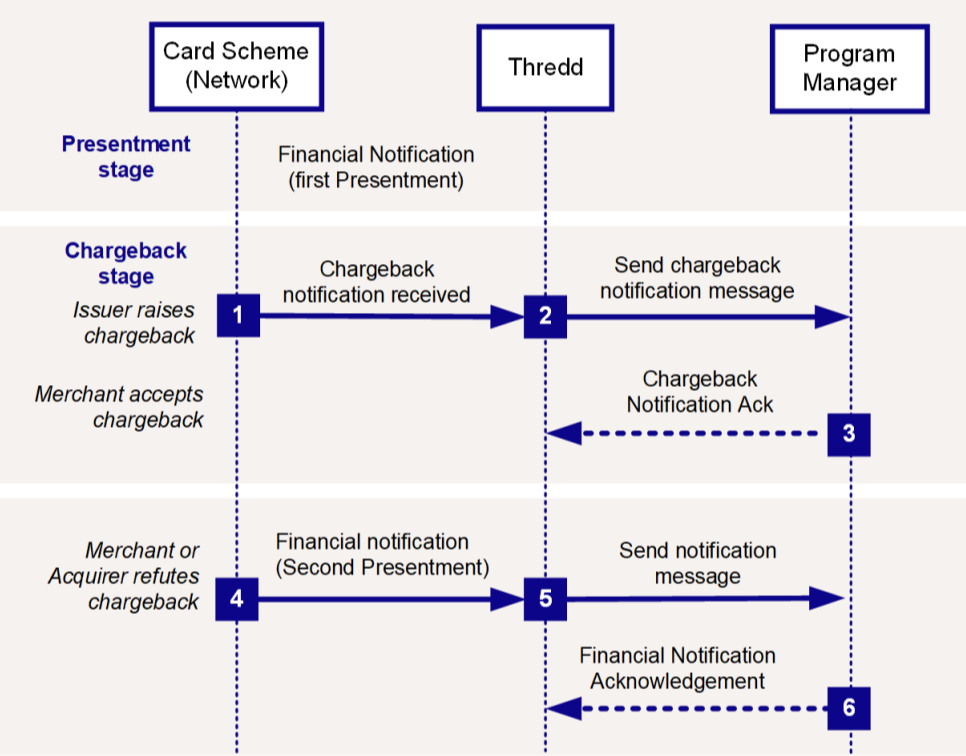 Card Scheme
(Network)
Thredd
Program
Manager
Presentment
stage
Financial Notification
(first Presentment)
Chargeback
stage
Issuer raises
chargeback
1
Chargeback
notification received
2
Send chargeback
notification message
Merchant accepts
chargeback
Chargeback
Notification Ack
3
Merchant or
Acquirer refutes
chargeback
4
Financial notification
(Second Presentment)
5
Send notification
message
Financial Notification
Acknowledgement
6